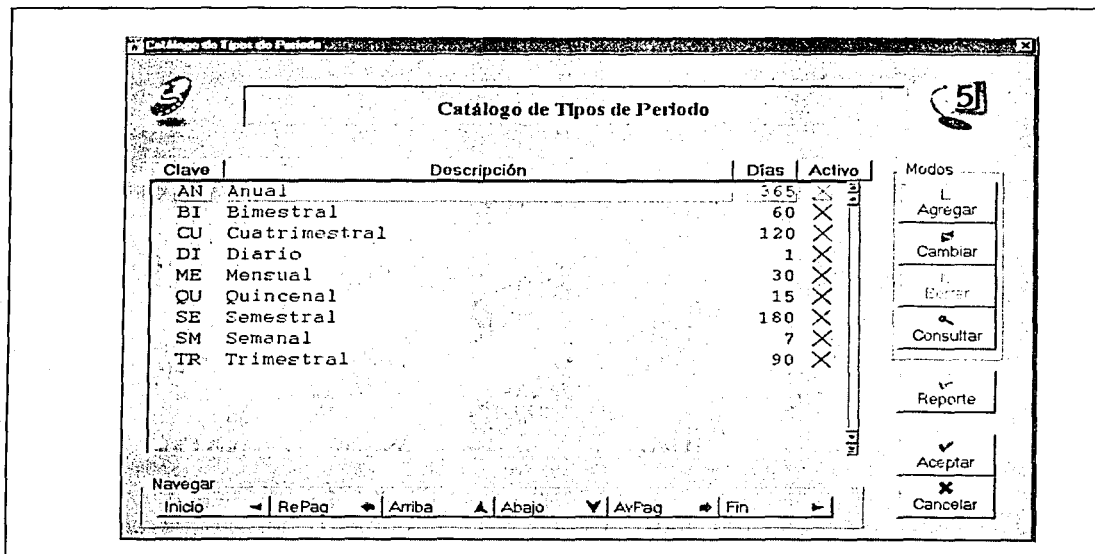 Catálogo de Tipos de Periodo
Catálogo de Tipos de Periodo
5
Clave Descripción Días Activo
AN Anual 365
BI Bimestral 60
CU Cuatrimestral 120
DI Diario 1
ME Mensual 30
QU Quincenal 15
SE Semestral 180
SM Semanal 7
TR Trimestral 90
Modos
Agregar
Cambiar
Borrar
Consultar
Reporte
Aceptar
Cancelar
Navegar
Inicio RePag Arriba Abajo AvPag Fin